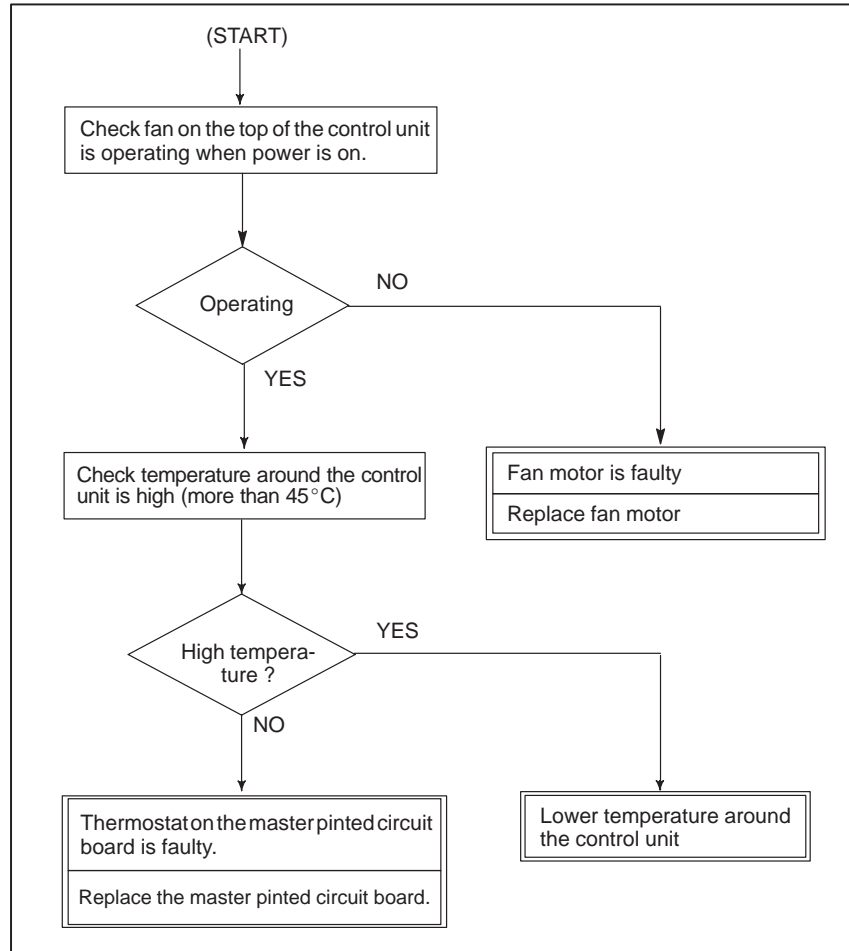 (START)
Check fan on the top of the control unit
is operating when power is on.
Operating
NO
YES
Check temperature around the control
unit is high (more than 45°C)
Fan motor is faulty
Replace fan motor
High tempera-
ture ?
YES
NO
Thermostat on the master pinted circuit
board is faulty.
Replace the master pinted circuit board.
Lower temperature around
the control unit